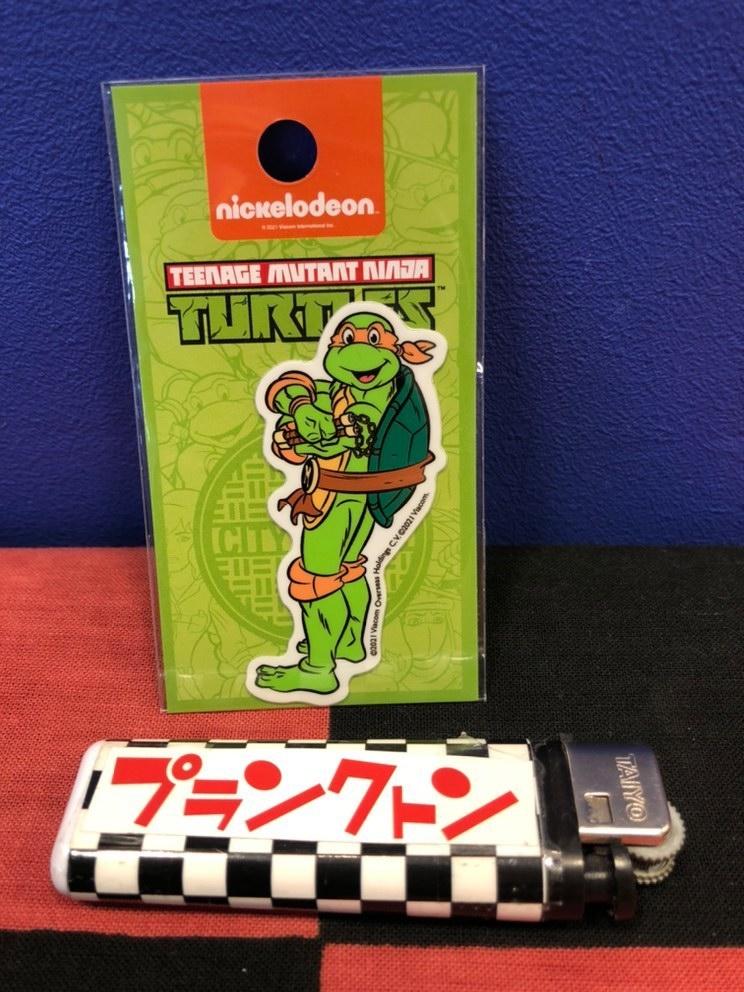 nickelodeon
© 2021 Viacom International Inc.
TEENAGE MUTANT NINJA
TURTLES™
CITY
©2021 Viacom Overseas Holdings C.V. ©2021 Viacom.
プランクトン
TAIYO